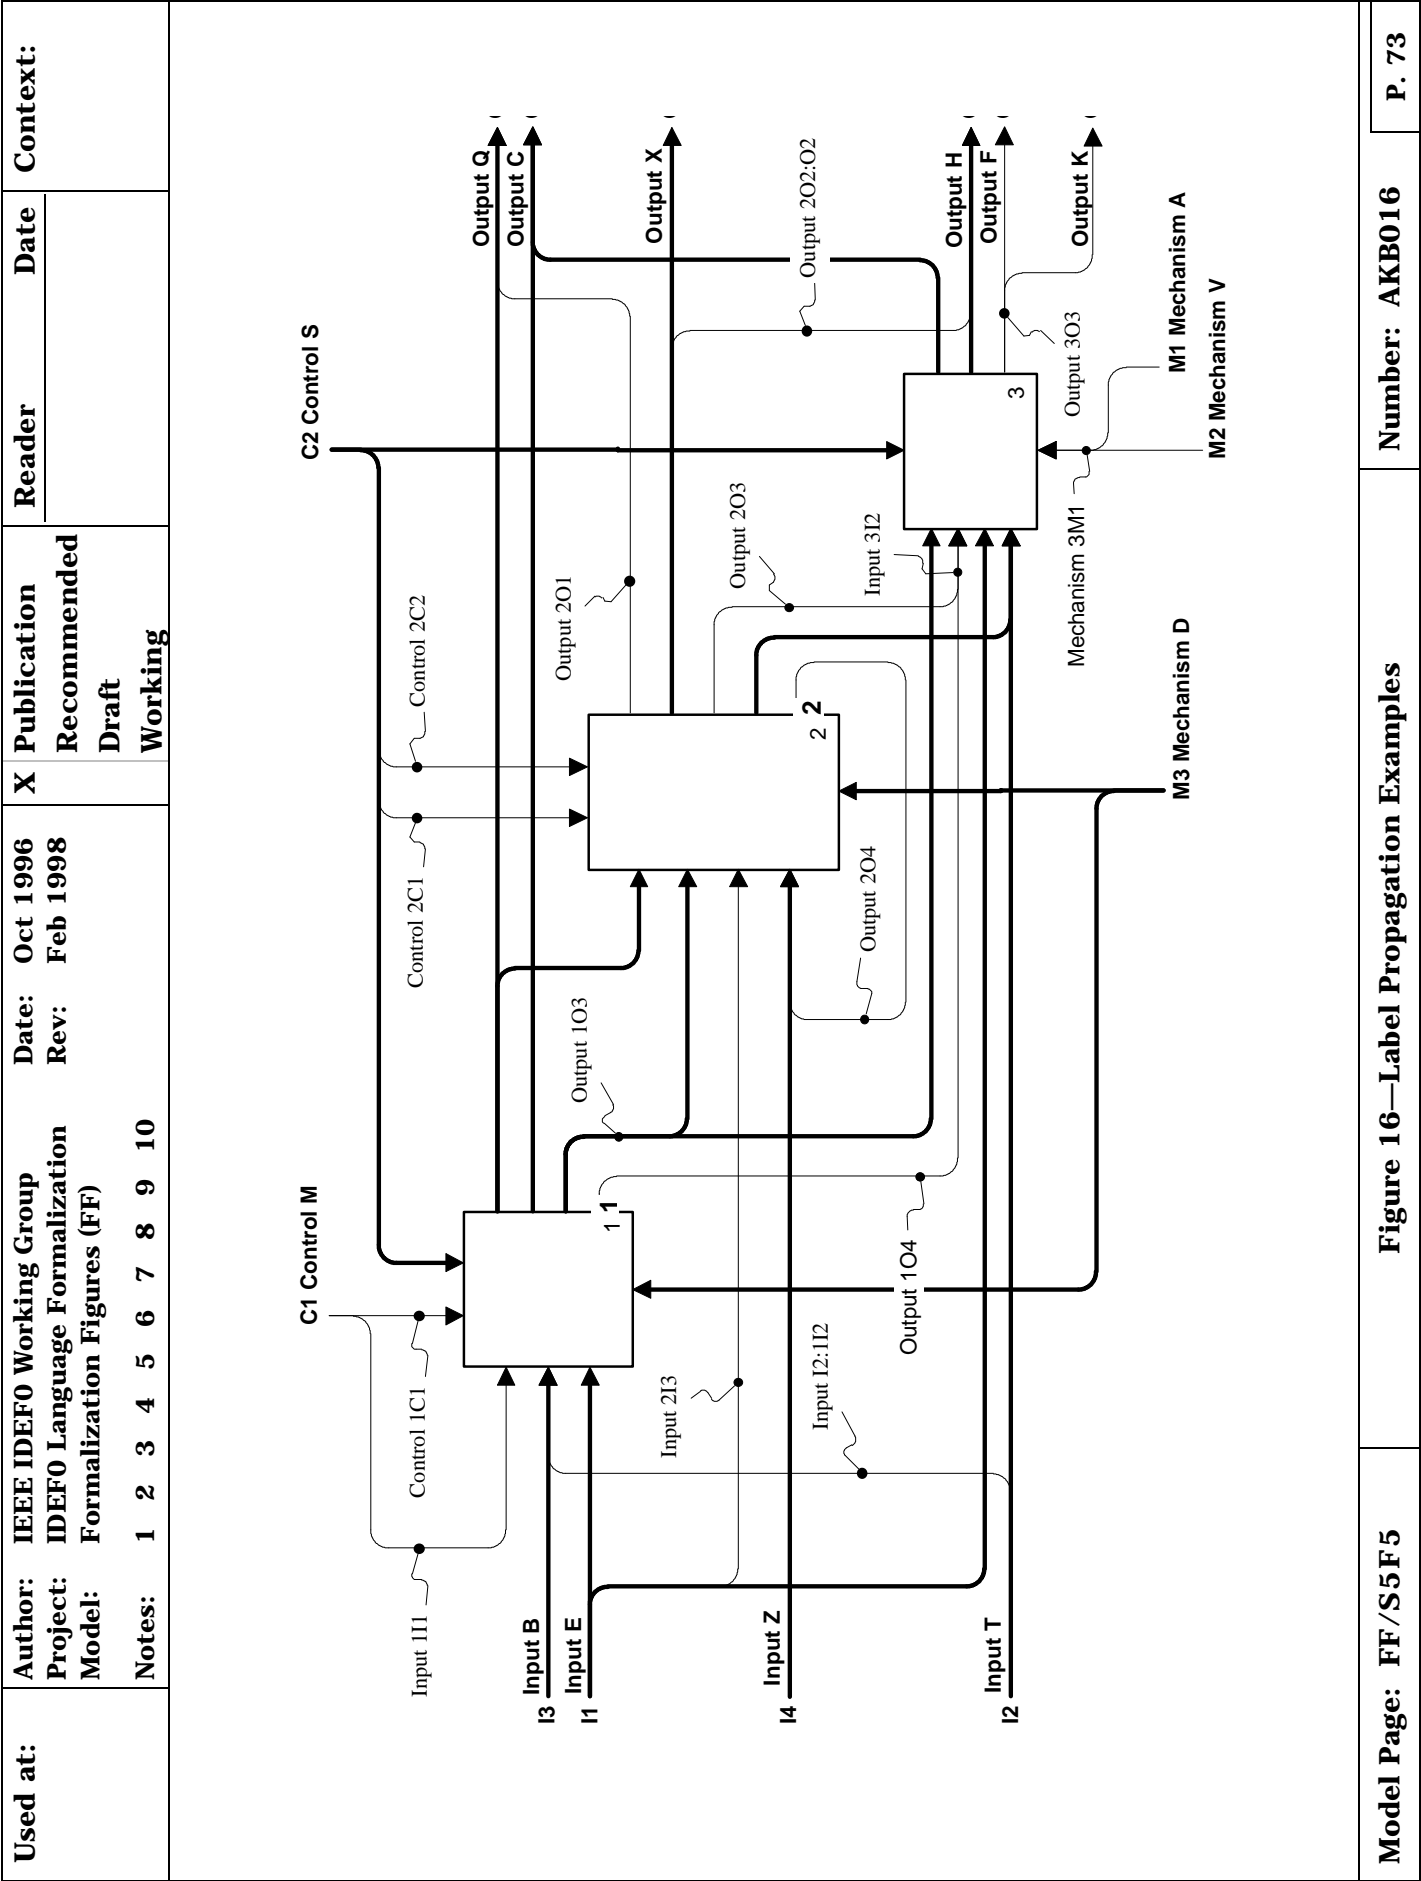 Used at:
Author: IEEE IDEF0 Working Group
Project: IDEF0 Language Formalization
Model: Formalization Figures (FF)
Notes: 1 2 3 4 5 6 7 8 9 10
Date: Oct 1996
Rev: Feb 1998
X Publication
Recommended
Draft
Working
Reader Date
Context:
C1 Control M
C2 Control S
Input 1I1
Control 1C1
Control 2C1
Control 2C2
Output Q
Output C
Output X
Output H
Output F
Output K
Output 2O1
Output 2O3
Output 2O2:O2
Output 1O3
Input 3I2
I3 Input B
I1 Input E
I4 Input Z
I2 Input T
Input 2I3
Input I2:1I2
Output 1O4
Output 2O4
Output 3O3
1 1
2 2
3
Mechanism 3M1
M1 Mechanism A
M2 Mechanism V
M3 Mechanism D
Model Page: FF/S5F5
Figure 16—Label Propagation Examples
Number: AKB016
P. 73